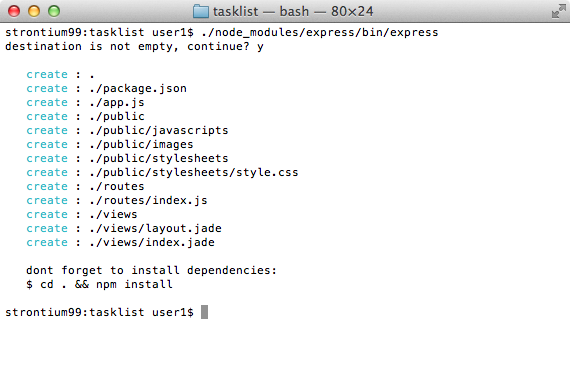 tasklist — bash — 80×24
strontium99:tasklist user1$ ./node_modules/express/bin/express
destination is not empty, continue? y
create : .
create : ./package.json
create : ./app.js
create : ./public
create : ./public/javascripts
create : ./public/images
create : ./public/stylesheets
create : ./public/stylesheets/style.css
create : ./routes
create : ./routes/index.js
create : ./views
create : ./views/layout.jade
create : ./views/index.jade
dont forget to install dependencies:
$ cd . && npm install
strontium99:tasklist user1$